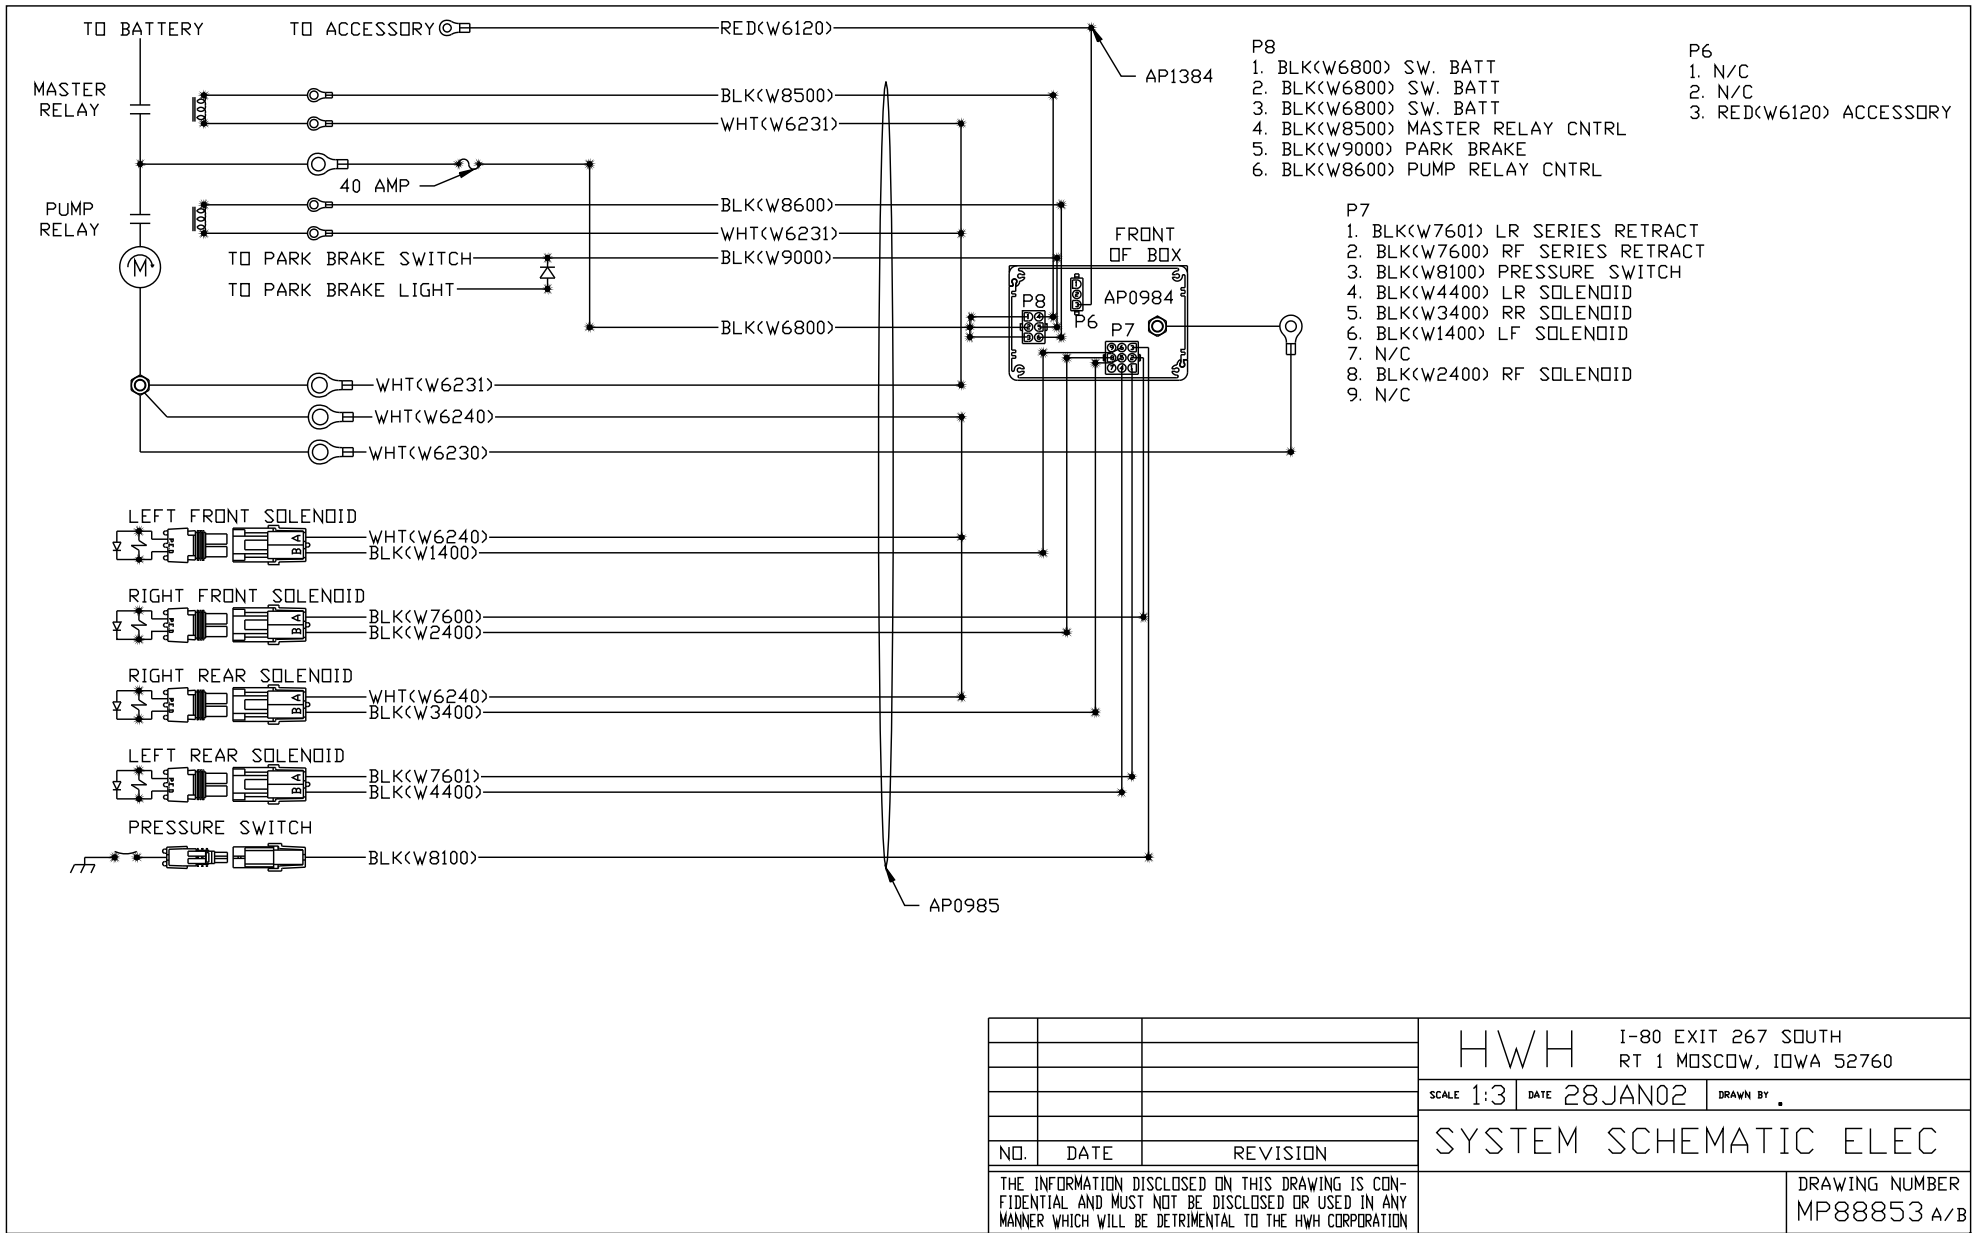 TO BATTERY
TO ACCESSORY
RED(W6120)
AP1384
MASTER
RELAY
BLK(W8500)
WHT(W6231)
40 AMP
PUMP
RELAY
BLK(W8600)
WHT(W6231)
TO PARK BRAKE SWITCH
BLK(W9000)
TO PARK BRAKE LIGHT
M
BLK(W6800)
FRONT
OF BOX
AP0984
P8
P6
P7
WHT(W6231)
WHT(W6240)
WHT(W6230)
LEFT FRONT SOLENOID
A
B
WHT(W6240)
BLK(W1400)
RIGHT FRONT SOLENOID
A
B
BLK(W7600)
BLK(W2400)
RIGHT REAR SOLENOID
A
B
WHT(W6240)
BLK(W3400)
LEFT REAR SOLENOID
A
B
BLK(W7601)
BLK(W4400)
PRESSURE SWITCH
BLK(W8100)
AP0985
P8
1. BLK(W6800) SW. BATT
2. BLK(W6800) SW. BATT
3. BLK(W6800) SW. BATT
4. BLK(W8500) MASTER RELAY CNTRL
5. BLK(W9000) PARK BRAKE
6. BLK(W8600) PUMP RELAY CNTRL
P6
1. N/C
2. N/C
3. RED(W6120) ACCESSORY
P7
1. BLK(W7601) LR SERIES RETRACT
2. BLK(W7600) RF SERIES RETRACT
3. BLK(W8100) PRESSURE SWITCH
4. BLK(W4400) LR SOLENOID
5. BLK(W3400) RR SOLENOID
6. BLK(W1400) LF SOLENOID
7. N/C
8. BLK(W2400) RF SOLENOID
9. N/C
NO. DATE REVISION
THE INFORMATION DISCLOSED ON THIS DRAWING IS CON-
FIDENTIAL AND MUST NOT BE DISCLOSED OR USED IN ANY
MANNER WHICH WILL BE DETRIMENTAL TO THE HWH CORPORATION
HWH
I-80 EXIT 267 SOUTH
RT 1 MOSCOW, IOWA 52760
SCALE 1:3 DATE 28JAN02 DRAWN BY .
SYSTEM SCHEMATIC ELEC
DRAWING NUMBER
MP88853 A/B